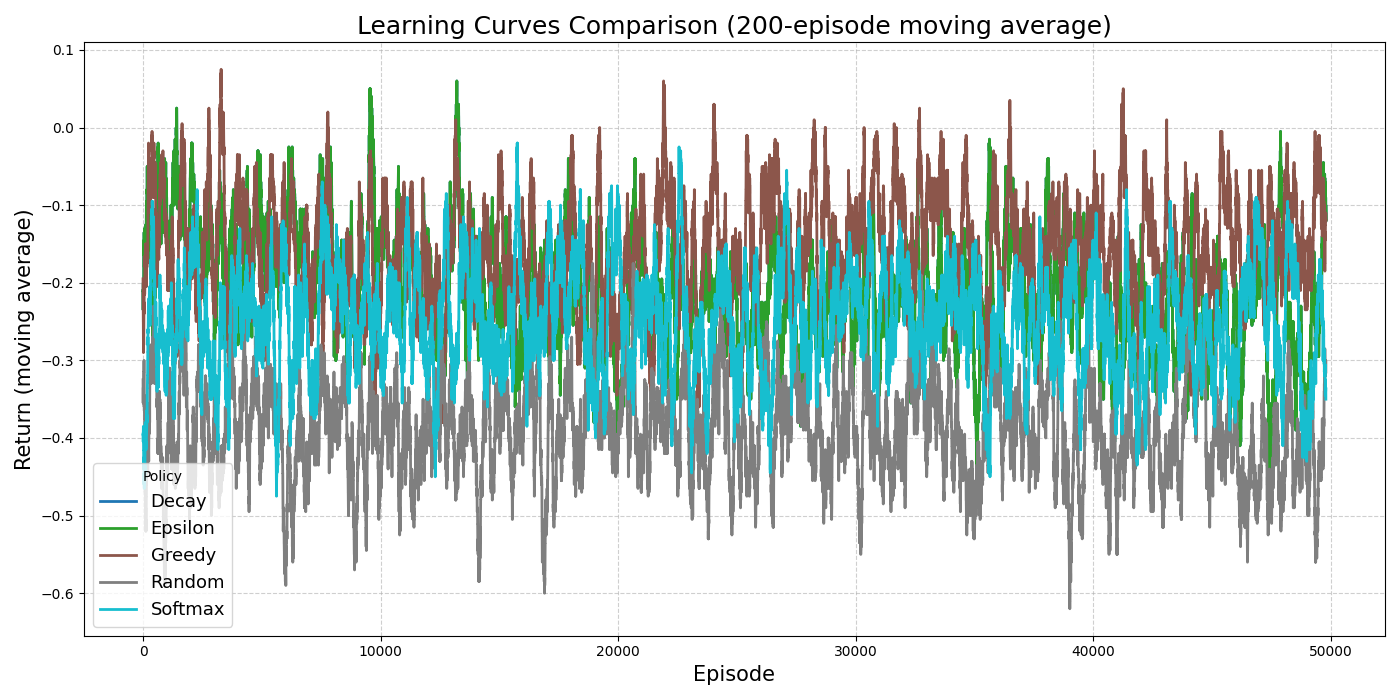 Learning Curves Comparison (200-episode moving average)
Return (moving average)
0.1
0.0
−0.1
−0.2
−0.3
−0.4
−0.5
−0.6
Policy
Decay
Epsilon
Greedy
Random
Softmax
0 10000 20000 30000 40000 50000
Episode